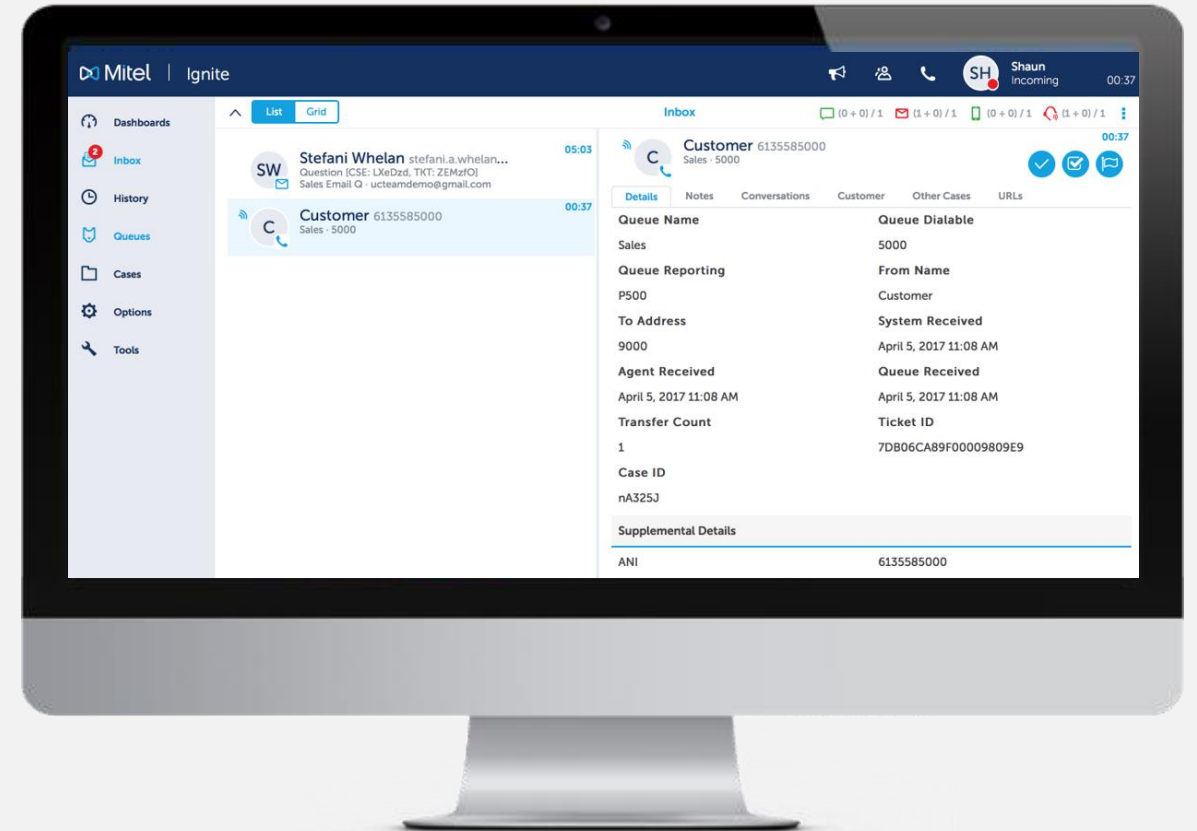 Mitel | Ignite
SH
Shaun
Incoming
00:37
Dashboards
2
Inbox
History
Queues
Cases
Options
Tools
List Grid
SW
Stefani Whelan stefani.a.whelan...
05:03
Question [CSE: LXeDzd, TKT: ZEMzfO]
Sales Email Q · ucteamdemo@gmail.com
C
Customer 6135585000
00:37
Sales · 5000
Inbox
(0 + 0) / 1 (1 + 0) / 1 (0 + 0) / 1 (1 + 0) / 1
00:37
C
Customer 6135585000
Sales · 5000
Details Notes Conversations Customer Other Cases URLs
Queue Name Queue Dialable
Sales 5000
Queue Reporting From Name
P500 Customer
To Address System Received
9000 April 5, 2017 11:08 AM
Agent Received Queue Received
April 5, 2017 11:08 AM April 5, 2017 11:08 AM
Transfer Count Ticket ID
1 7DB06CA89F00009809E9
Case ID
nA325J
Supplemental Details
ANI 6135585000